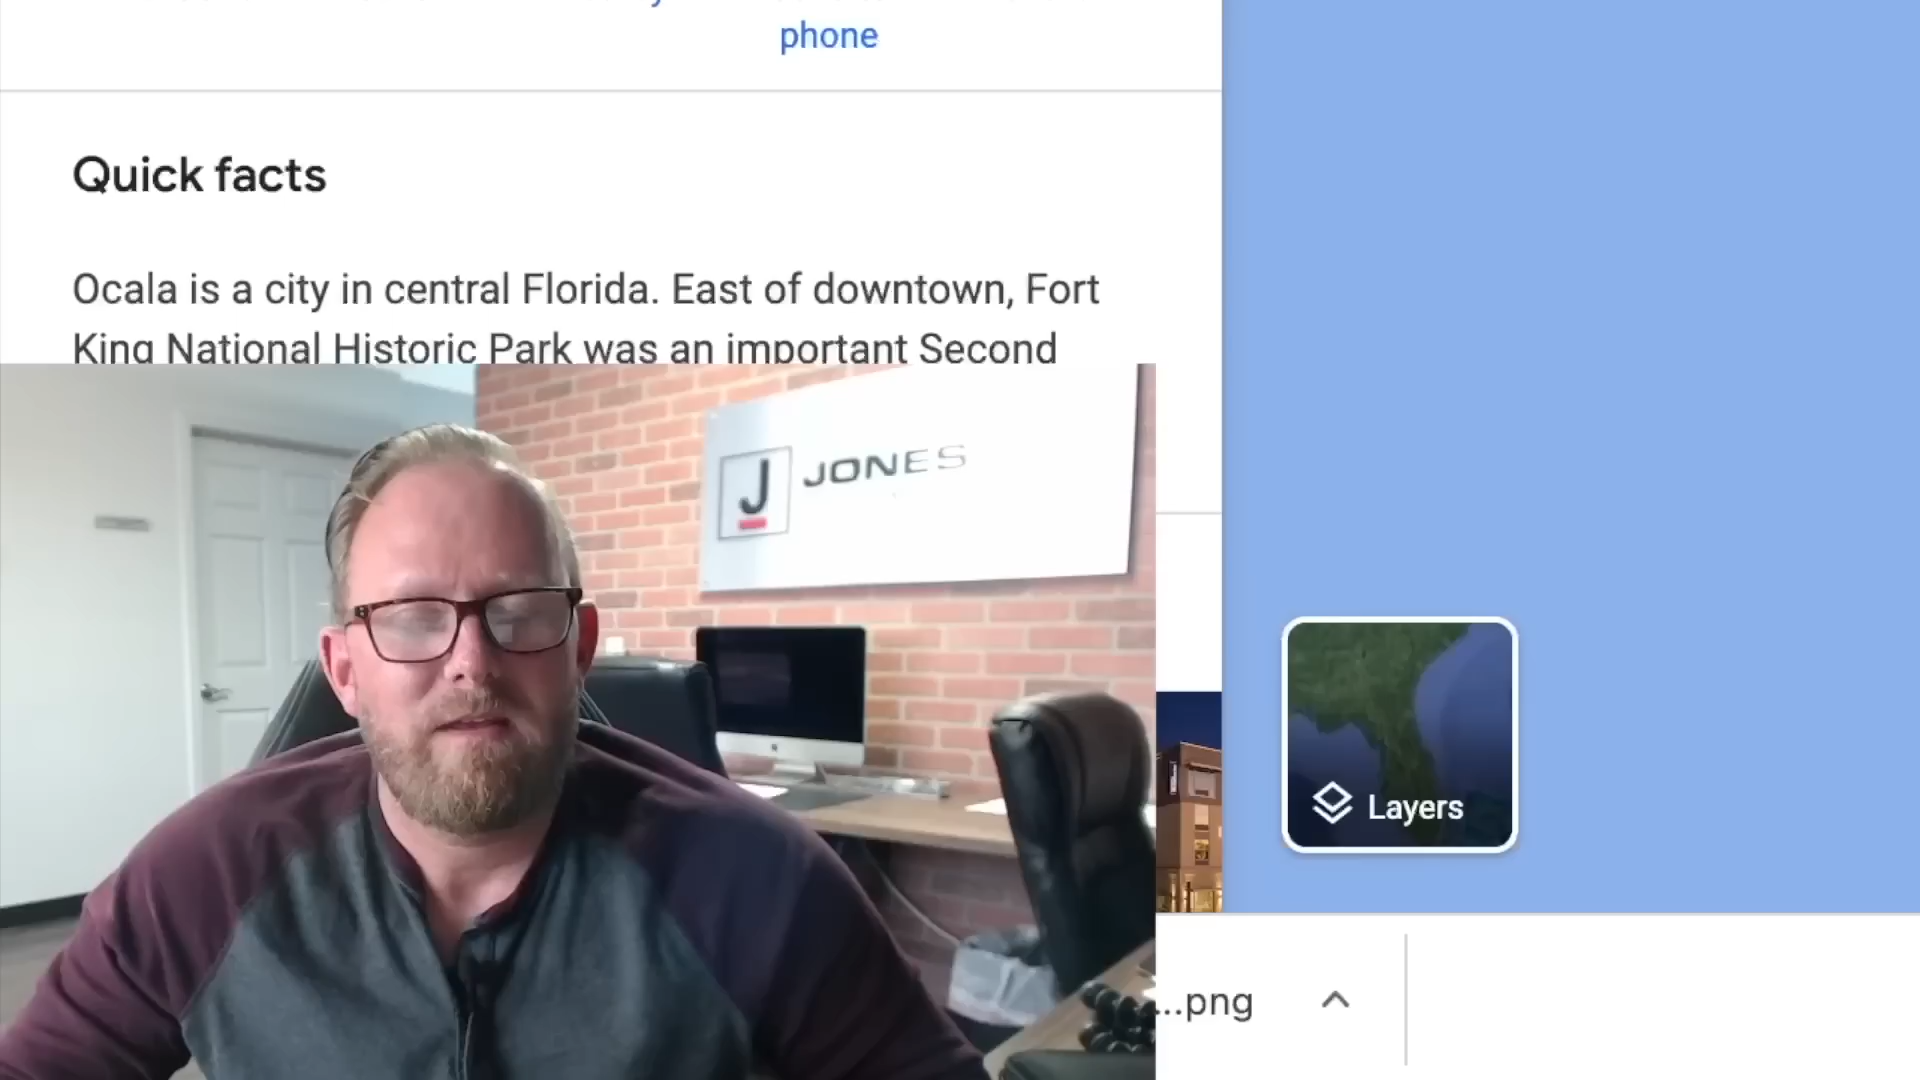 phone
Quick facts
Ocala is a city in central Florida. East of downtown, Fort
King National Historic Park was an important Second
J JONES
Layers
...png